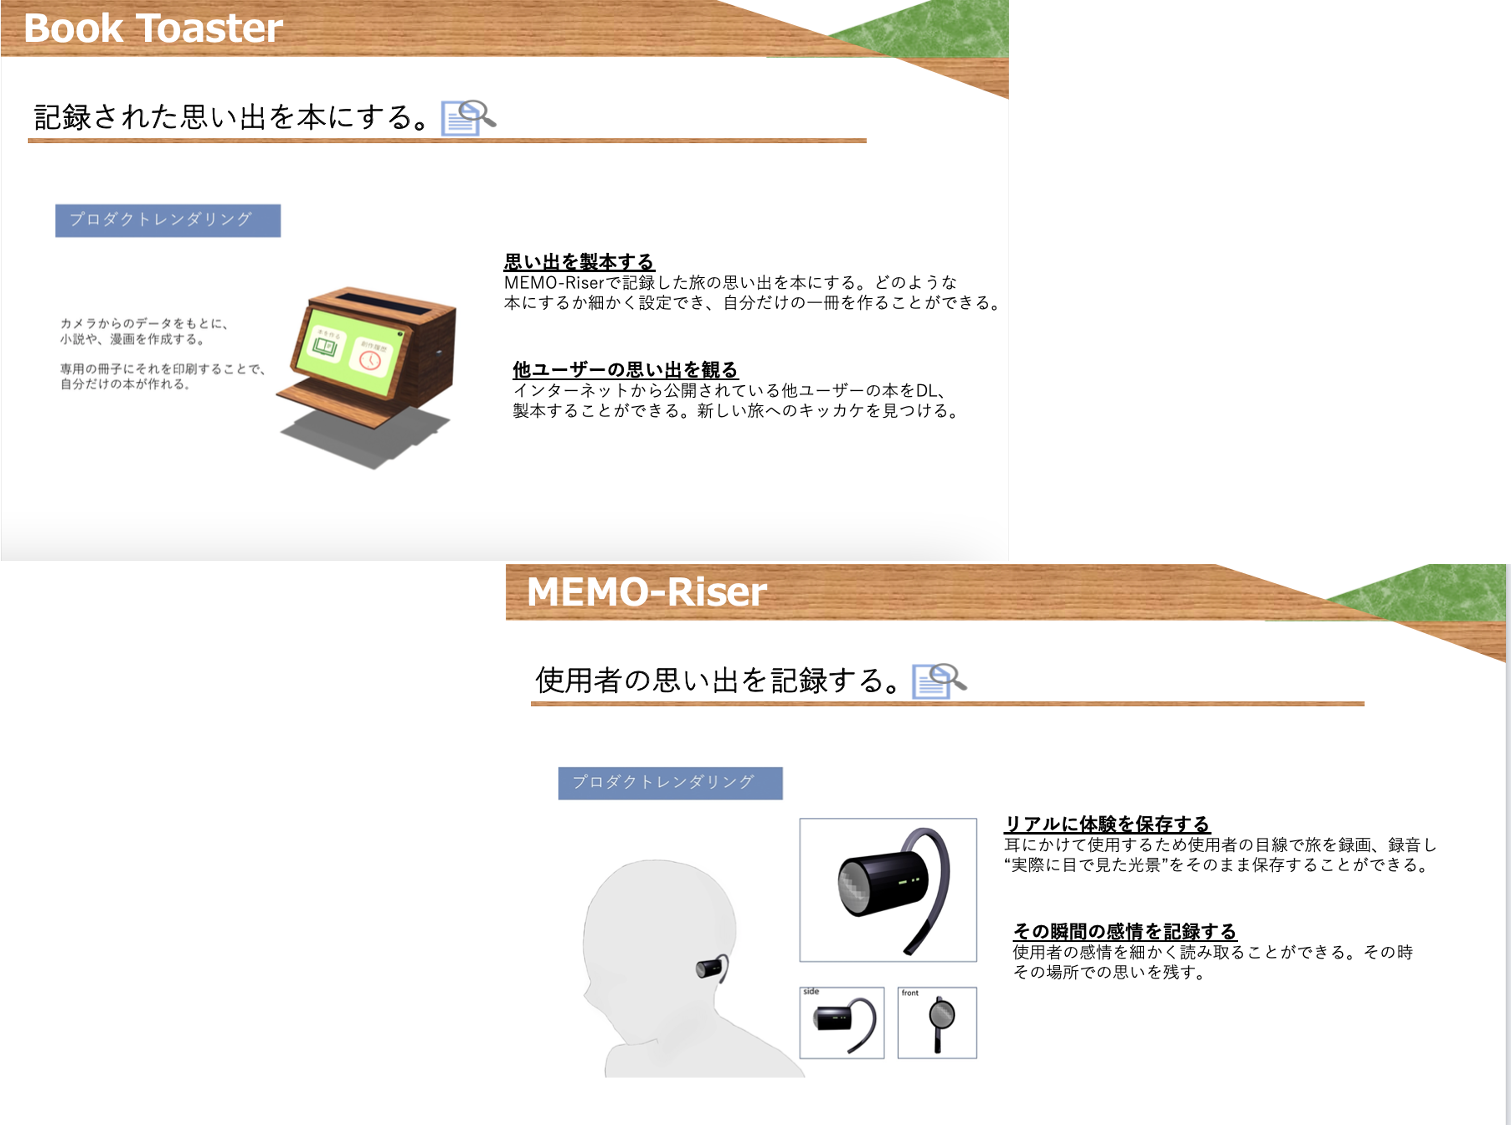 Book Toaster
記録された思い出を本にする。
プロダクトレンダリング
カメラからのデータをもとに、
小説や、漫画を作成する。
専用の冊子にそれを印刷することで、
自分だけの本が作れる。
思い出を製本する
MEMO-Riserで記録した旅の思い出を本にする。どのような
本にするか細かく設定でき、自分だけの一冊を作ることができる。
他ユーザーの思い出を観る
インターネットから公開されている他ユーザーの本をDL、
製本することができる。新しい旅へのキッカケを見つける。
MEMO-Riser
使用者の思い出を記録する。
プロダクトレンダリング
side
front
リアルに体験を保存する
耳にかけて使用するため使用者の目線で旅を録画、録音し
“実際に目で見た光景”をそのまま保存することができる。
その瞬間の感情を記録する
使用者の感情を細かく読み取ることができる。その時
その場所での思いを残す。